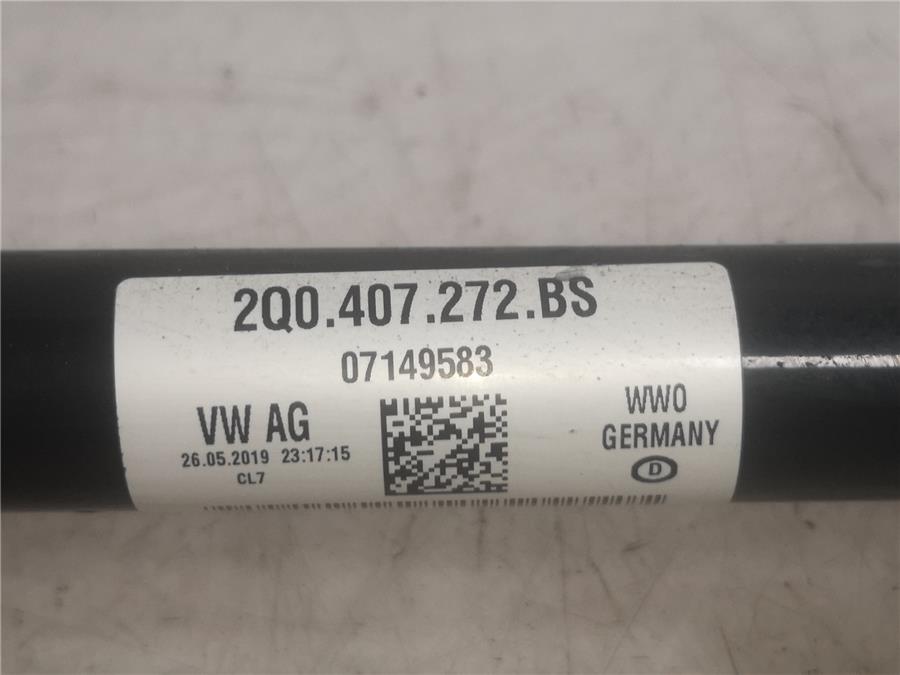 2Q0.407.272.BS
07149583
VW AG
26.05.2019 23:17:15
CL7
WWO
GERMANY
D